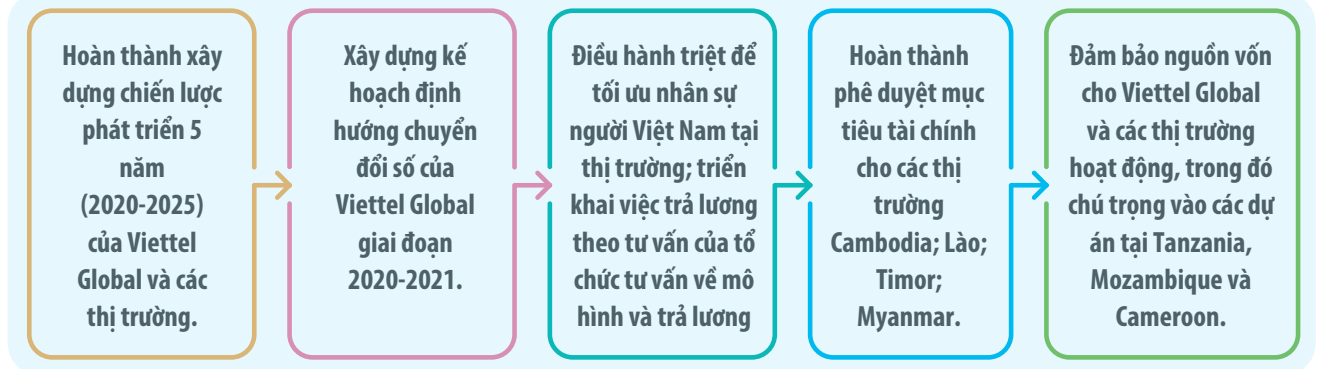 Hoàn thành xây
dựng chiến lược
phát triển 5
năm
(2020-2025)
của Viettel
Global và các
thị trường.
Xây dựng kế
hoạch định
hướng chuyển
đổi số của
Viettel Global
giai đoạn
2020-2021.
Điều hành triệt để
tối ưu nhân sự
người Việt Nam tại
thị trường; triển
khai việc trả lương
theo tư vấn của tổ
chức tư vấn về mô
hình và trả lương
Hoàn thành
phê duyệt mục
tiêu tài chính
cho các thị
trường
Cambodia; Lào;
Timor;
Myanmar.
Đảm bảo nguồn vốn
cho Viettel Global
và các thị trường
hoạt động, trong đó
chú trọng vào các dự
án tại Tanzania,
Mozambique và
Cameroon.